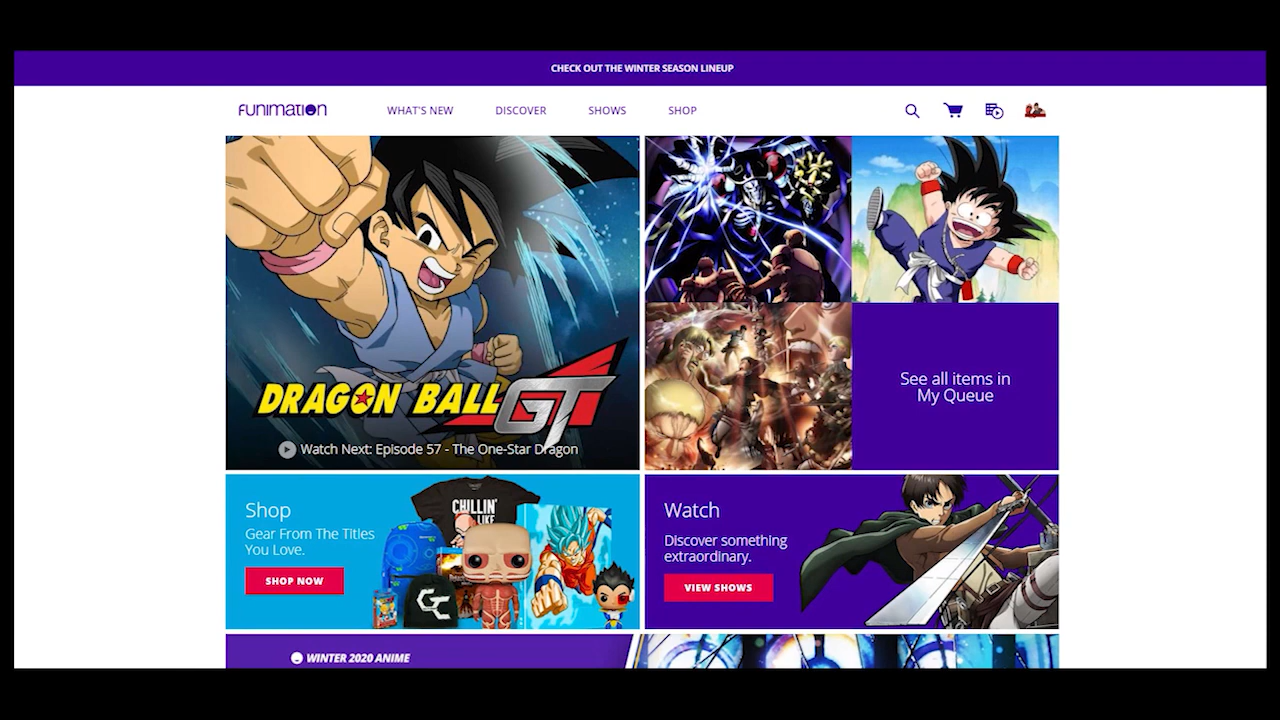 CHECK OUT THE WINTER SEASON LINEUP
FUNIMATION
WHAT'S NEW
DISCOVER
SHOWS
SHOP
DRAGON BALL GT
Watch Next: Episode 57 - The One-Star Dragon
See all items in
My Queue
Shop
Gear From The Titles
You Love.
SHOP NOW
CHILLIN'
LIKE
Watch
Discover something
extraordinary.
VIEW SHOWS
WINTER 2020 ANIME